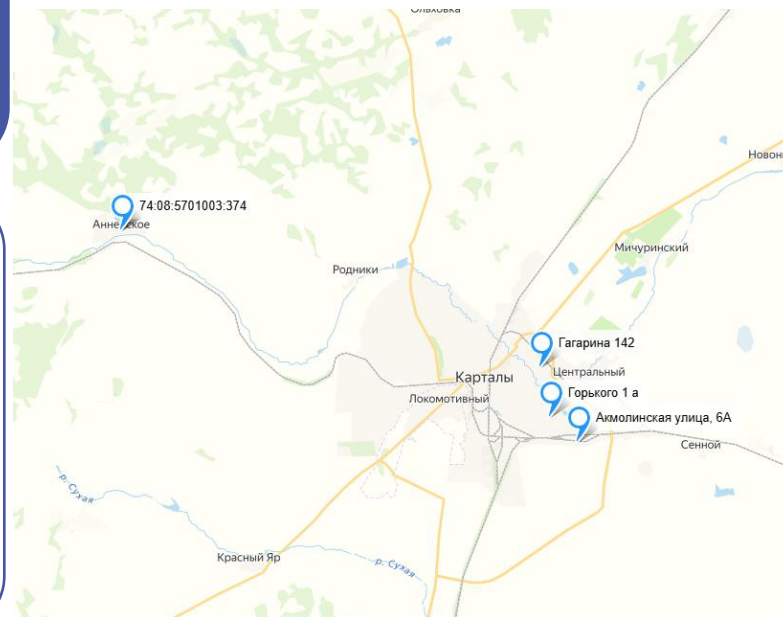 Ольховка
Новон
74:08:5701003:374
Анненское
Мичуринский
Родники
Гагарина 142
Центральный
Карталы
Горького 1 а
Локомотивный
Акмолинская улица, 6А
Сенной
р. Сухая
Красный Яр
р. Сухая